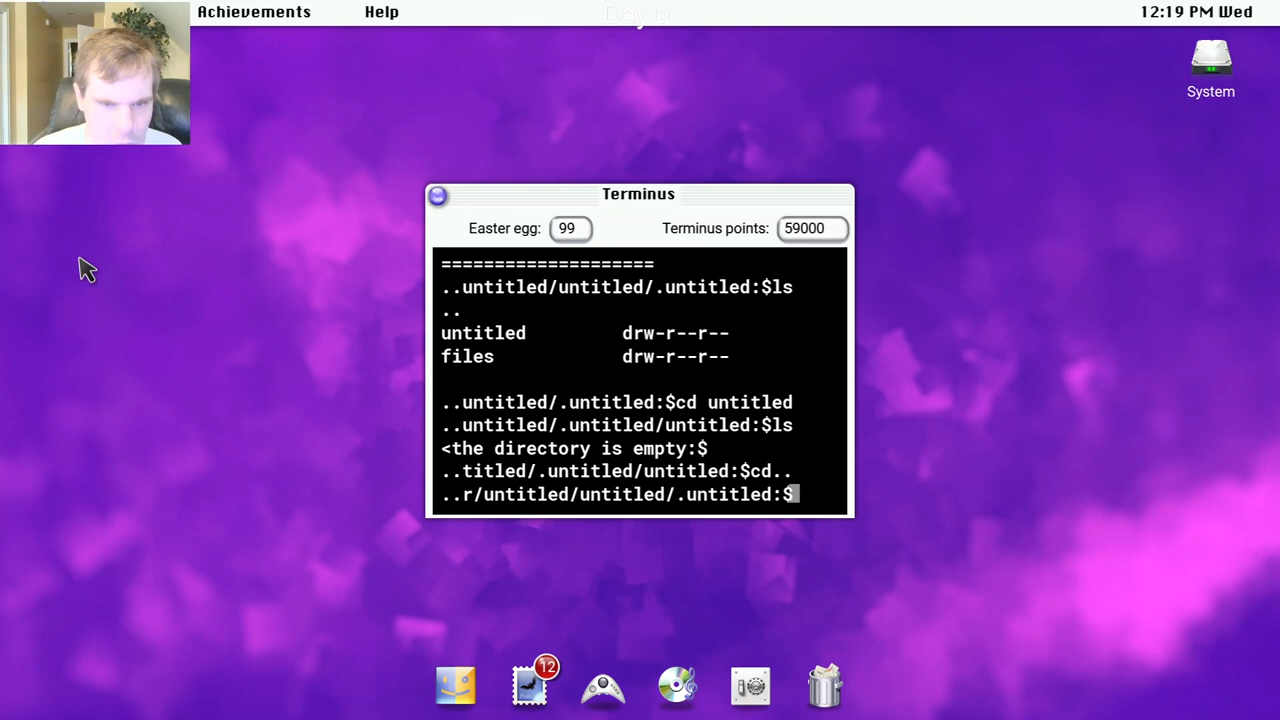 Achievements Help Day 6 12:19 PM Wed
System
Terminus
Easter egg: 99 Terminus points: 59000
====================
..untitled/untitled/.untitled:$ls
..
untitled drw-r--r--
files drw-r--r--
..untitled/.untitled:$cd untitled
..untitled/.untitled/untitled:$ls
<the directory is empty:$
..titled/.untitled/untitled:$cd..
..r/untitled/untitled/.untitled:$
12